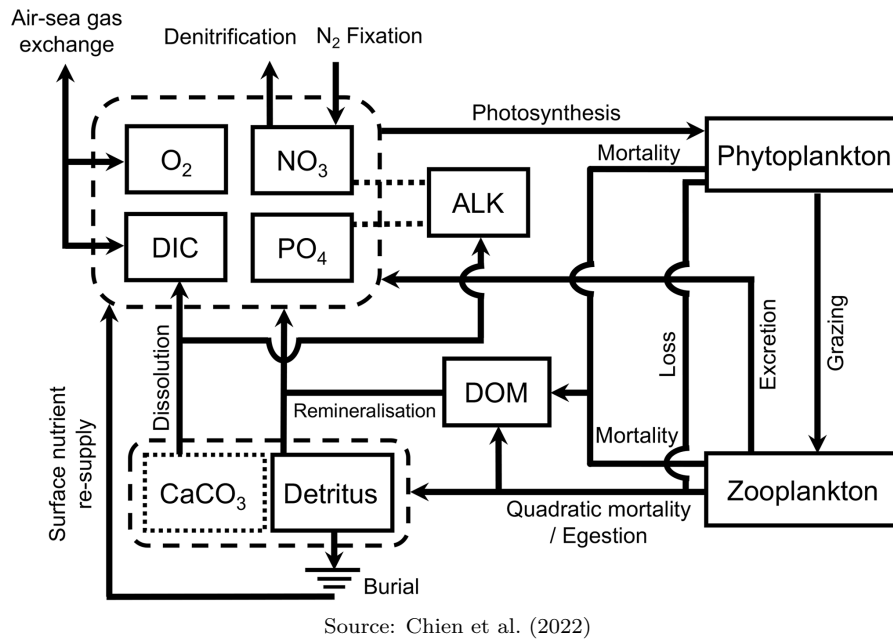 Air-sea gas
exchange
Denitrification
N2 Fixation
Photosynthesis
O2
NO3
Mortality
Phytoplankton
ALK
DIC
PO4
Dissolution
Loss
Excretion
Grazing
Surface nutrient
re-supply
Remineralisation
DOM
Mortality
CaCO3
Detritus
Zooplankton
Quadratic mortality
/ Egestion
Burial
Source: Chien et al. (2022)